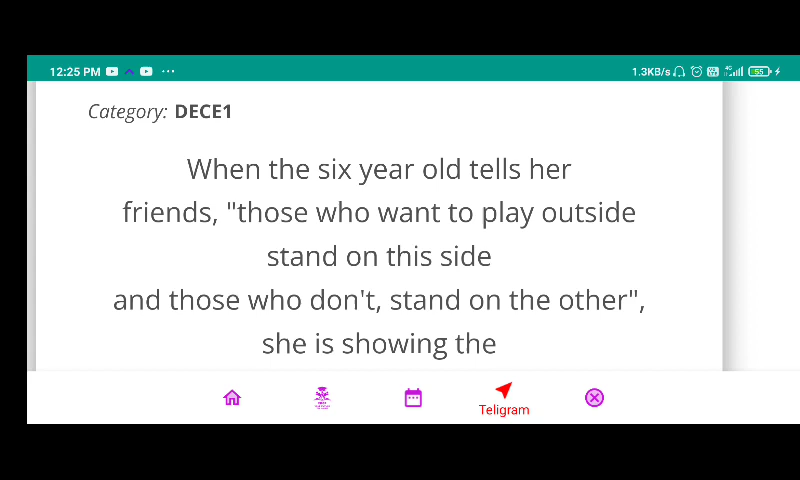 12:25 PM ...
1.3KB/s 4G 55
Category: DECE1
When the six year old tells her
friends, "those who want to play outside
stand on this side
and those who don't, stand on the other",
she is showing the
Teligram